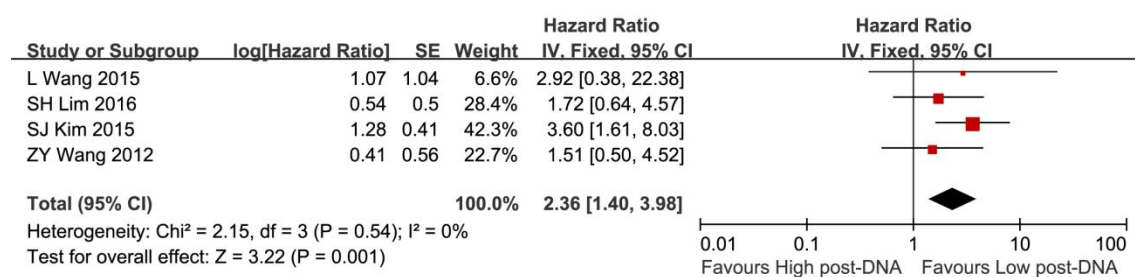 Hazard Ratio Hazard Ratio
Study or Subgroup log[Hazard Ratio] SE Weight IV, Fixed, 95% CI IV, Fixed, 95% CI
L Wang 2015 1.07 1.04 6.6% 2.92 [0.38, 22.38]
SH Lim 2016 0.54 0.5 28.4% 1.72 [0.64, 4.57]
SJ Kim 2015 1.28 0.41 42.3% 3.60 [1.61, 8.03]
ZY Wang 2012 0.41 0.56 22.7% 1.51 [0.50, 4.52]
Total (95% CI) 100.0% 2.36 [1.40, 3.98]
Heterogeneity: Chi² = 2.15, df = 3 (P = 0.54); I² = 0%
Test for overall effect: Z = 3.22 (P = 0.001)
0.01 0.1 1 10 100
Favours High post-DNA Favours Low post-DNA